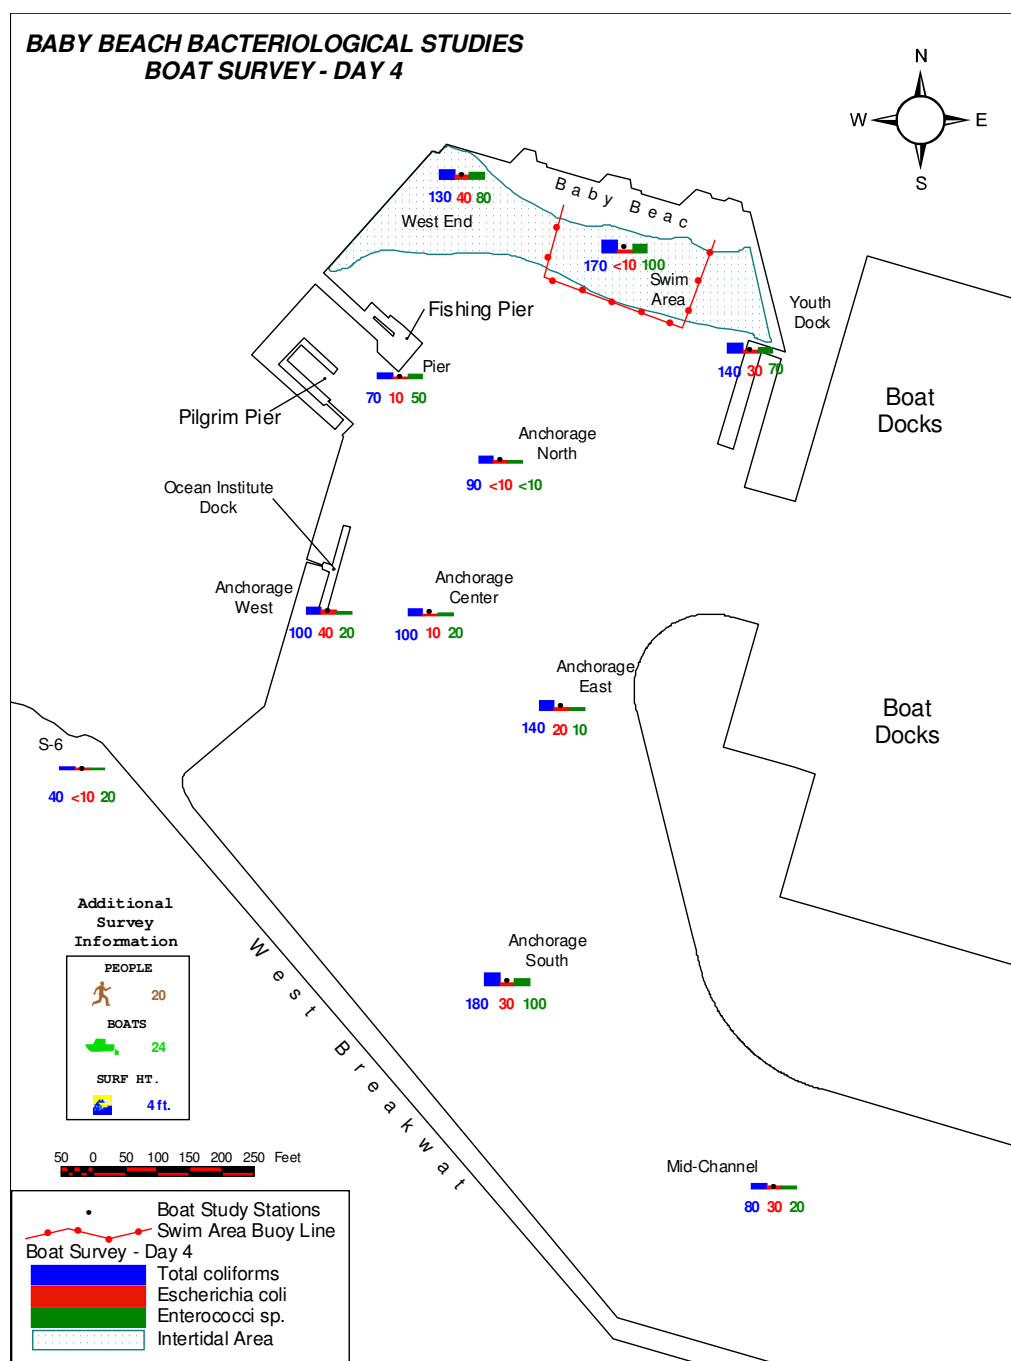 BABY BEACH BACTERIOLOGICAL STUDIES
BOAT SURVEY - DAY 4
N
W
E
S
Baby Beac
130 40 80
West End
170 <10 100
Swim
Area
Youth
Dock
140 30 70
Fishing Pier
Pier
70 10 50
Pilgrim Pier
Boat
Docks
Anchorage
North
90 <10 <10
Ocean Institute
Dock
Anchorage
West
100 40 20
Anchorage
Center
100 10 20
Anchorage
East
140 20 10
Boat
Docks
S-6
40 <10 20
Additional
Survey
Information
PEOPLE
20
BOATS
24
SURF HT.
4 ft.
West Breakwat
Anchorage
South
180 30 100
Mid-Channel
80 30 20
50 0 50 100 150 200 250 Feet
Boat Study Stations
Swim Area Buoy Line
Boat Survey - Day 4
Total coliforms
Escherichia coli
Enterococci sp.
Intertidal Area